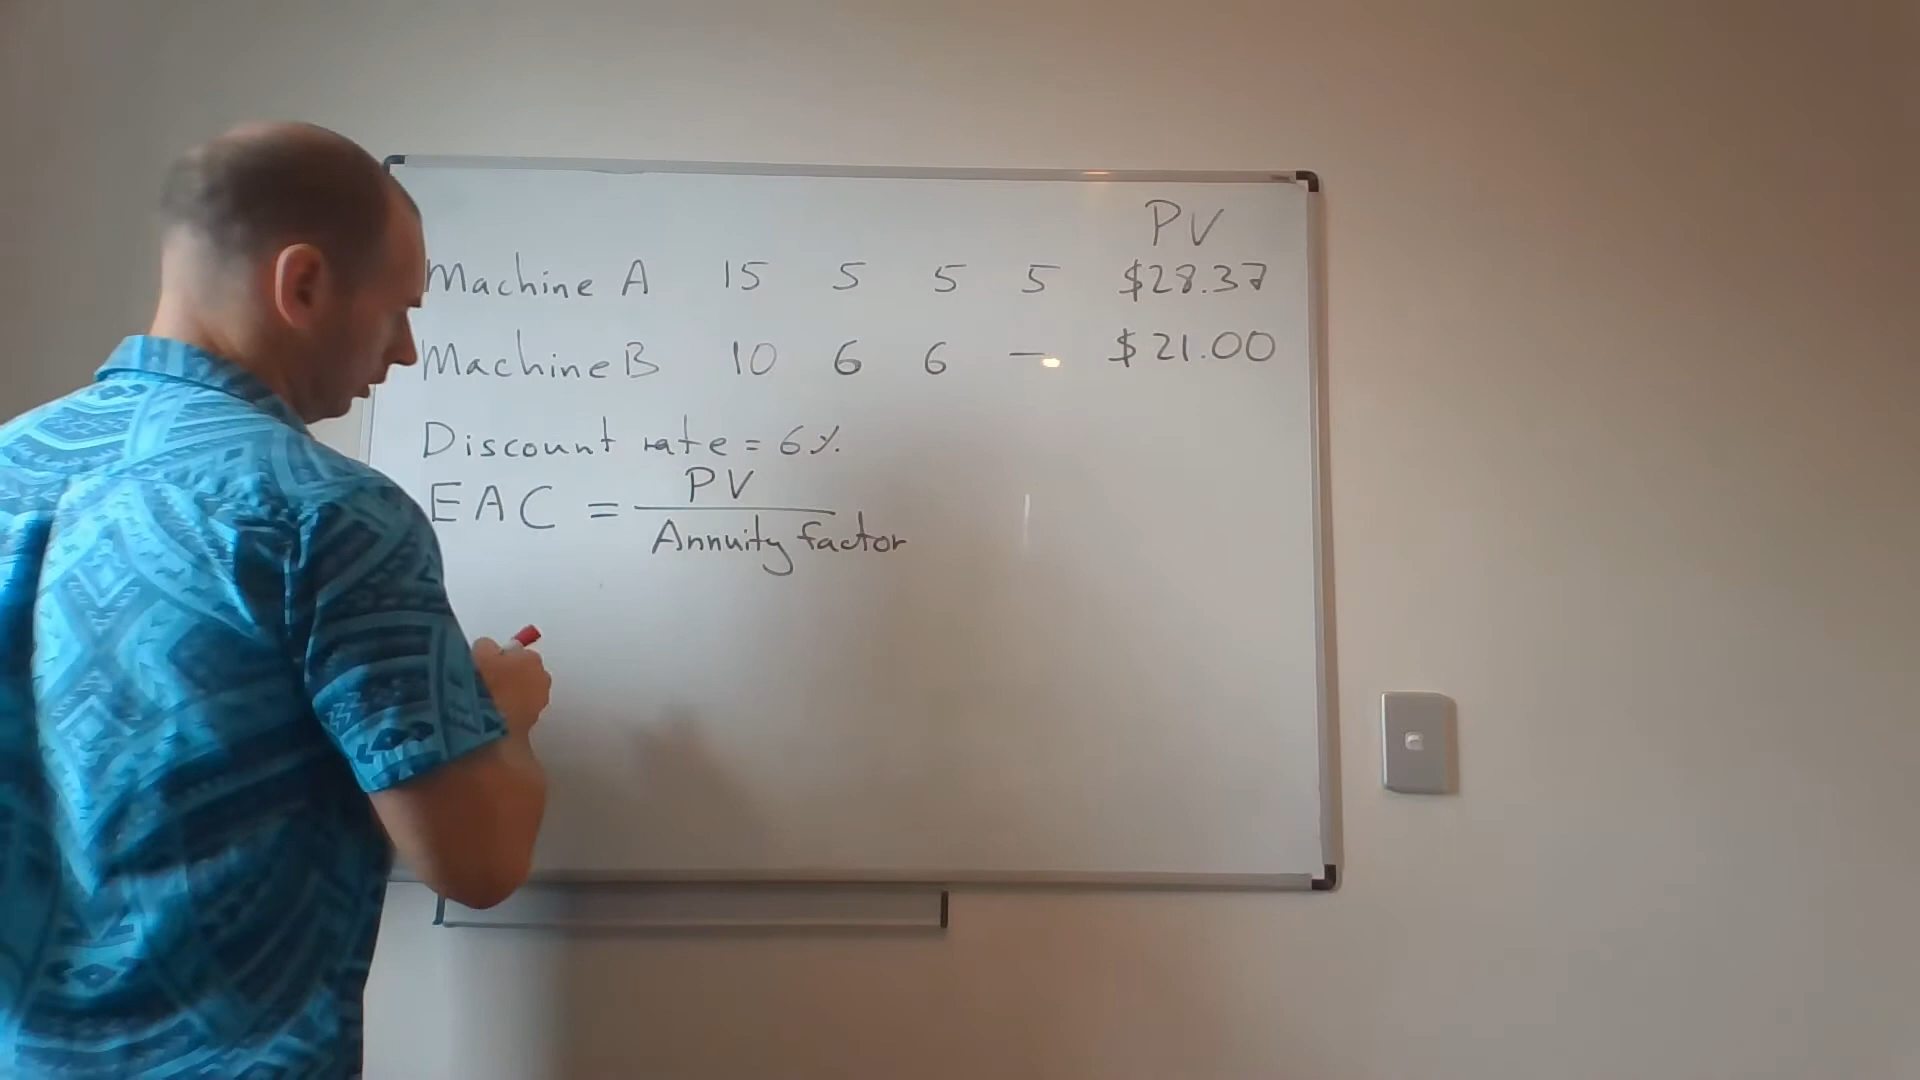 PV
Machine A 15 5 5 5 $28.37
Machine B 10 6 6 — $21.00
Discount rate = 6%
EAC = PV
Annuity factor